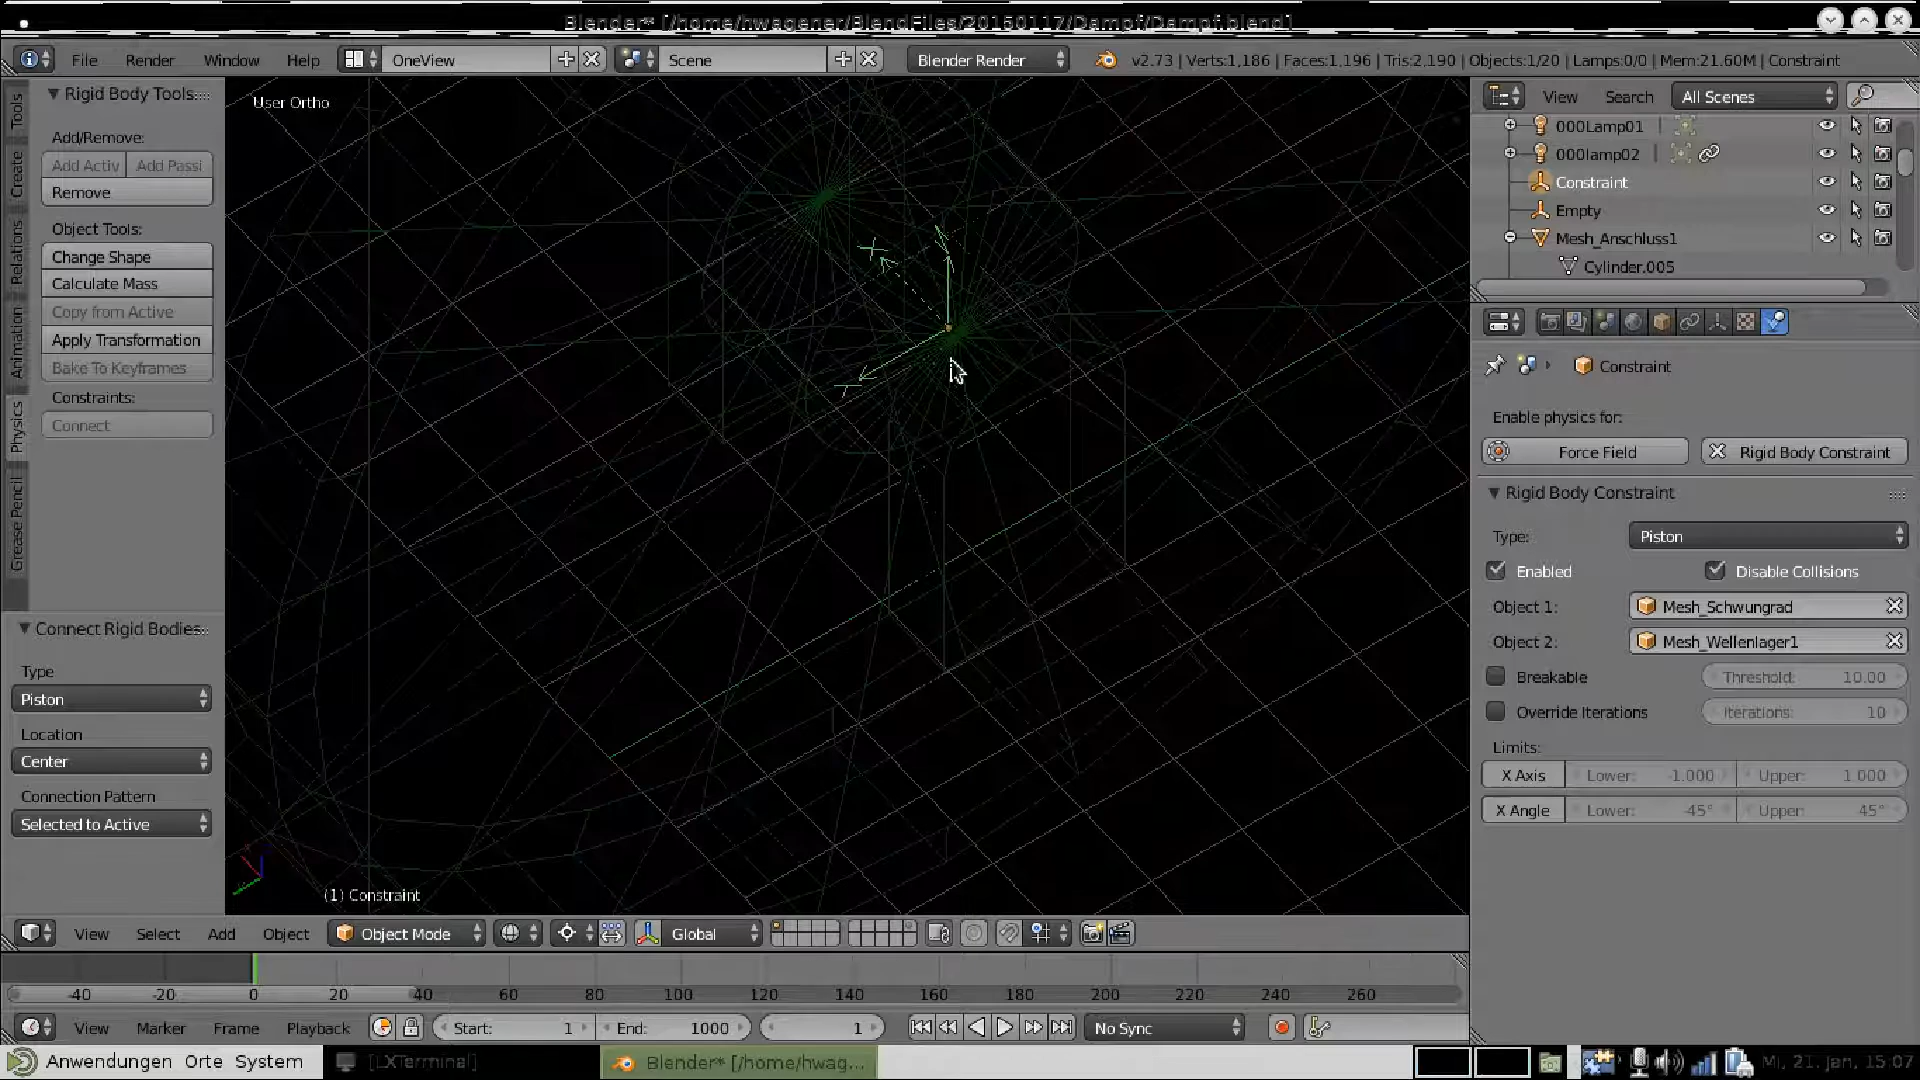 Blender* [/home/hwagener/BlendFiles/20150117/Dampf/Dampf.blend]
File Render Window Help OneView Scene Blender Render v2.73 | Verts:1,186 | Faces:1,196 | Tris:2,190 | Objects:1/20 | Lamps:0/0 | Mem:21.60M | Constraint
Tools
Create
Relations
Animation
Physics
Grease Pencil
Rigid Body Tools
Add/Remove:
Add Activ Add Passi
Remove
Object Tools:
Change Shape
Calculate Mass
Copy from Active
Apply Transformation
Bake To Keyframes
Constraints:
Connect
Connect Rigid Bodies
Type
Piston
Location
Center
Connection Pattern
Selected to Active
User Ortho
(1) Constraint
View Search All Scenes
000Lamp01
000lamp02
Constraint
Empty
Mesh_Anschluss1
Cylinder.005
Constraint
Enable physics for:
Force Field Rigid Body Constraint
Rigid Body Constraint
Type: Piston
Enabled Disable Collisions
Object 1: Mesh_Schwungrad
Object 2: Mesh_Wellenlager1
Breakable Threshold: 10.00
Override Iterations Iterations: 10
Limits:
X Axis Lower: -1.000 Upper: 1.000
X Angle Lower: -45° Upper: 45°
View Select Add Object Object Mode Global
-40 -20 0 20 40 60 80 100 120 140 160 180 200 220 240 260
View Marker Frame Playback Start: 1 End: 1000 1 No Sync
Anwendungen Orte System [LXTerminal] Blender* [/home/hwag... Mi, 21. Jan, 15:07